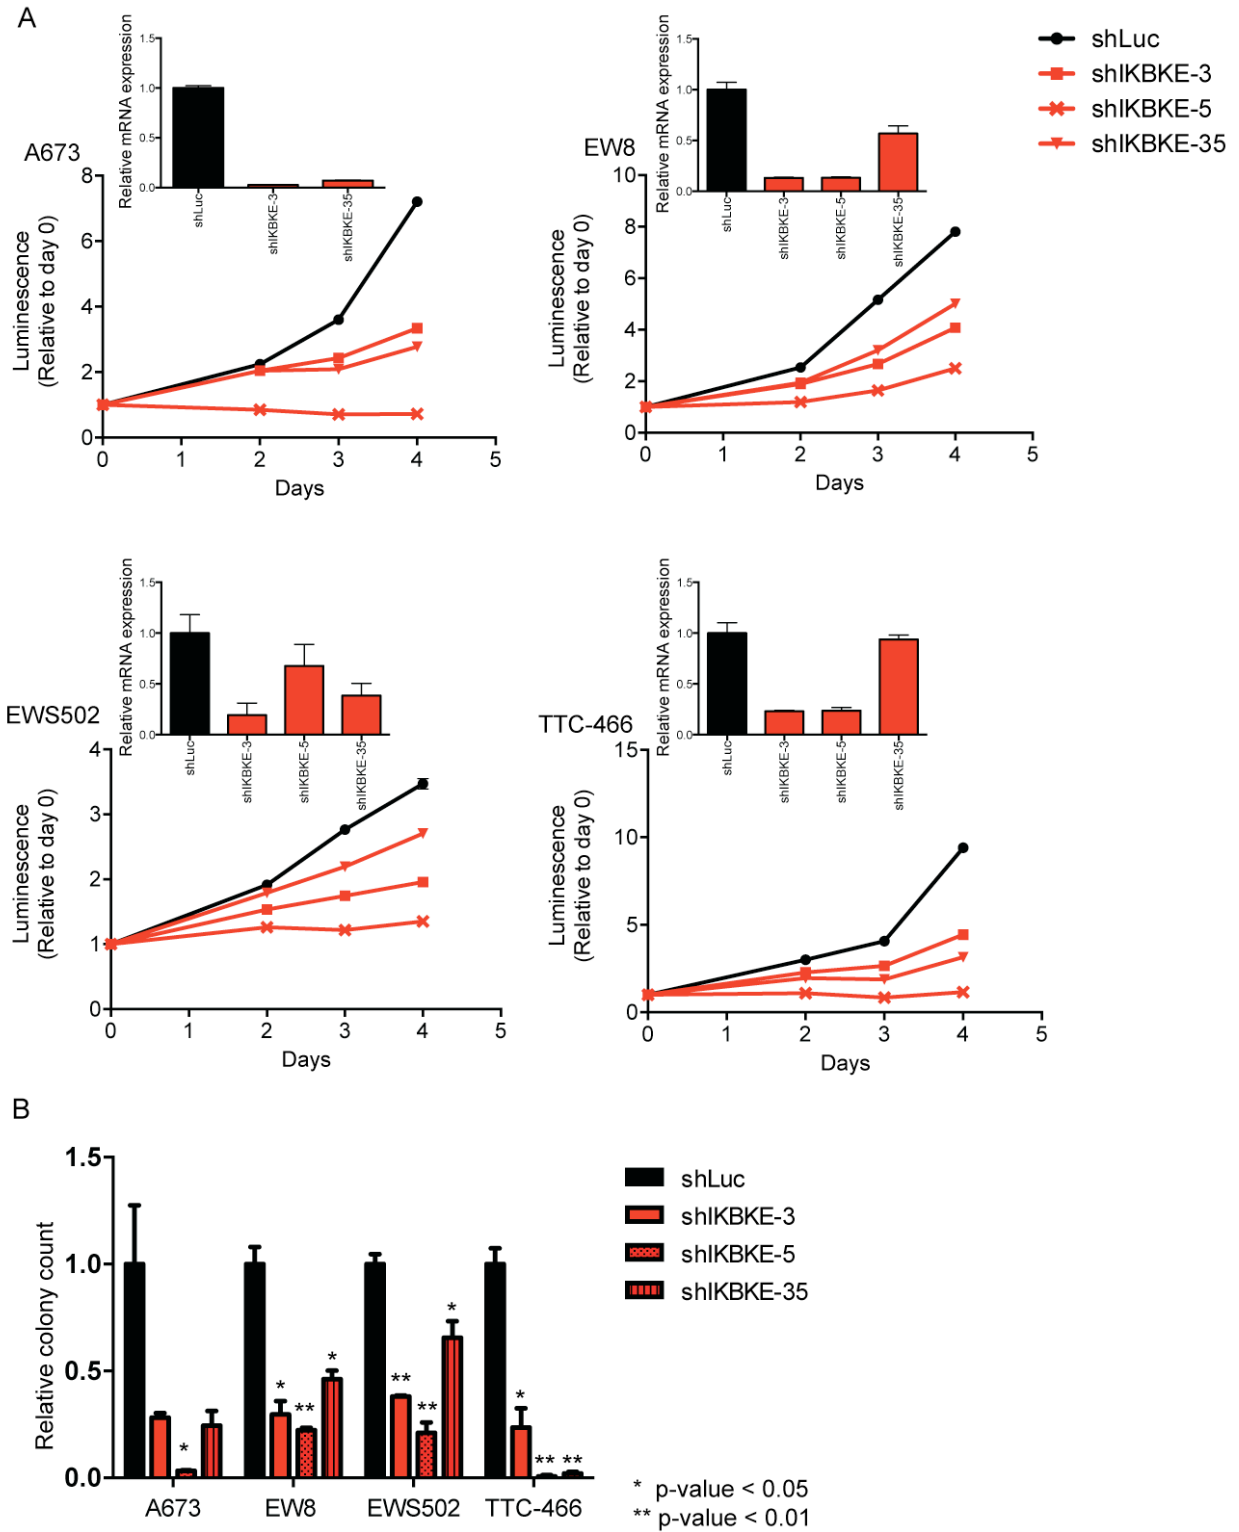 A
shLuc
shIKBKE-3
shIKBKE-5
shIKBKE-35
A673
Relative mRNA expression
1.5
1.0
0.5
0.0
shLuc
shIKBKE-3
shIKBKE-35
Luminescence
(Relative to day 0)
8
6
4
2
0
0 1 2 3 4 5
Days
EW8
Relative mRNA expression
1.5
1.0
0.5
0.0
shLuc
shIKBKE-3
shIKBKE-5
shIKBKE-35
Luminescence
(Relative to day 0)
10
8
6
4
2
0
0 1 2 3 4 5
Days
EWS502
Relative mRNA expression
1.5
1.0
0.5
0.0
shLuc
shIKBKE-3
shIKBKE-5
shIKBKE-35
Luminescence
(Relative to day 0)
4
3
2
1
0
0 1 2 3 4 5
Days
TTC-466
Relative mRNA expression
1.5
1.0
0.5
0.0
shLuc
shIKBKE-3
shIKBKE-5
shIKBKE-35
Luminescence
(Relative to day 0)
15
10
5
0
0 1 2 3 4 5
Days
B
Relative colony count
1.5
1.0
0.5
0.0
*
* ** *
** ** *
* ** **
A673 EW8 EWS502 TTC-466
shLuc
shIKBKE-3
shIKBKE-5
shIKBKE-35
* p-value < 0.05
** p-value < 0.01